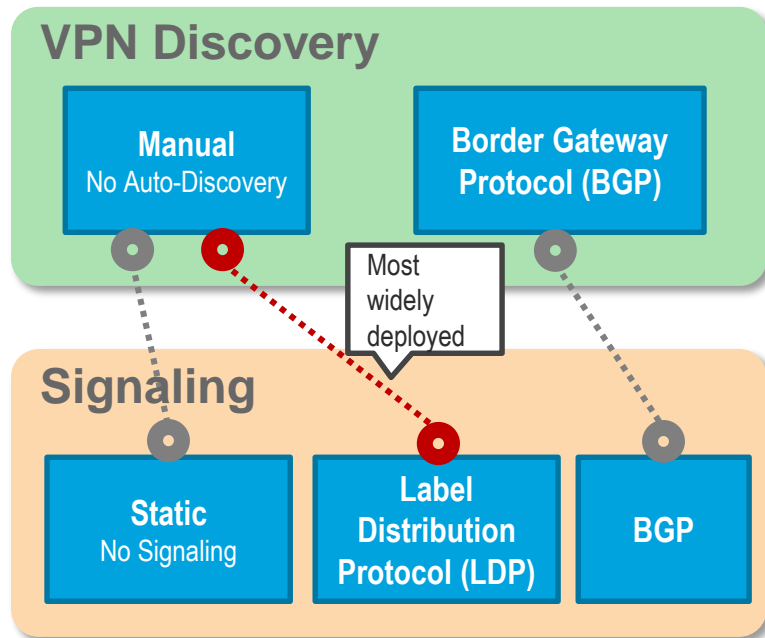 VPN Discovery
Manual
No Auto-Discovery
Border Gateway
Protocol (BGP)
Most
widely
deployed
Signaling
Static
No Signaling
Label
Distribution
Protocol (LDP)
BGP